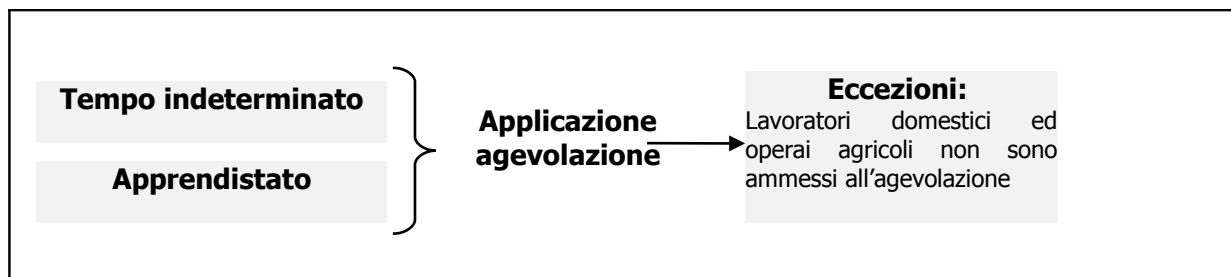 Tempo indeterminato
Apprendistato
Applicazione
agevolazione
Eccezioni:
Lavoratori domestici ed
operai agricoli non sono
ammessi all'agevolazione